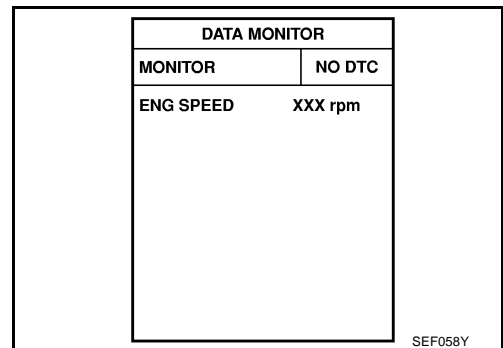 DATA MONITOR
MONITOR NO DTC
ENG SPEED XXX rpm
SEF058Y